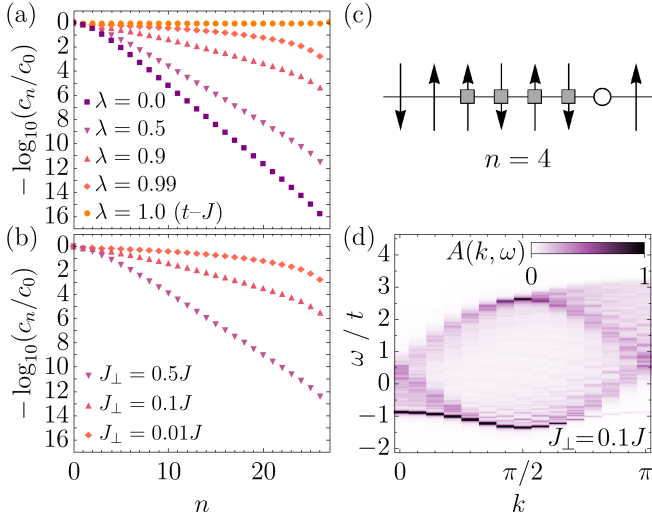 (a)
0
2
4
6
8
10
12
14
16
− log₁₀(cₙ/c₀)
λ = 0.0
λ = 0.5
λ = 0.9
λ = 0.99
λ = 1.0 (t–J)
(b)
0
2
4
6
8
10
12
14
16
− log₁₀(cₙ/c₀)
J⊥ = 0.5J
J⊥ = 0.1J
J⊥ = 0.01J
0 10 20
n
(c)
n = 4
(d)
A(k, ω)
0 1
4
3
2
1
0
−1
−2
ω / t
J⊥=0.1J
0 π/2 π
k